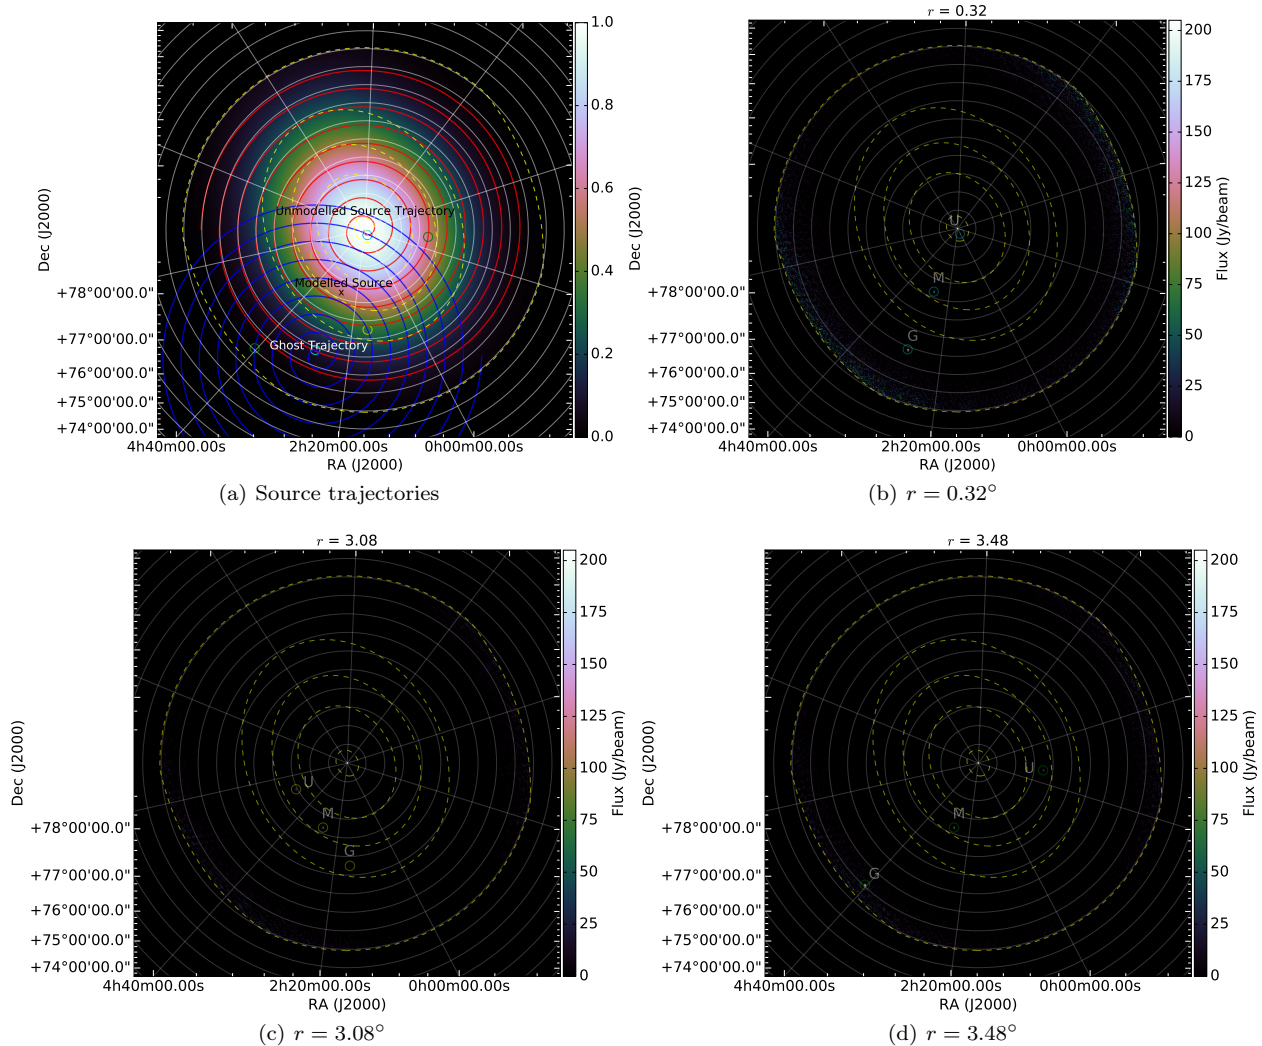 1.0
0.8
0.6
0.4
0.2
0.0
Unmodelled Source Trajectory
Modelled Source
Ghost Trajectory
Dec (J2000)
+78°00'00.0"
+77°00'00.0"
+76°00'00.0"
+75°00'00.0"
+74°00'00.0"
4h40m00.00s 2h20m00.00s 0h00m00.00s
RA (J2000)
(a) Source trajectories
r = 0.32
U
M
G
Dec (J2000)
+78°00'00.0"
+77°00'00.0"
+76°00'00.0"
+75°00'00.0"
+74°00'00.0"
4h40m00.00s 2h20m00.00s 0h00m00.00s
RA (J2000)
200
175
150
125
100
75
50
25
0
Flux (Jy/beam)
(b) r = 0.32°
r = 3.08
U
M
G
Dec (J2000)
+78°00'00.0"
+77°00'00.0"
+76°00'00.0"
+75°00'00.0"
+74°00'00.0"
4h40m00.00s 2h20m00.00s 0h00m00.00s
RA (J2000)
200
175
150
125
100
75
50
25
0
Flux (Jy/beam)
(c) r = 3.08°
r = 3.48
U
M
G
Dec (J2000)
+78°00'00.0"
+77°00'00.0"
+76°00'00.0"
+75°00'00.0"
+74°00'00.0"
4h40m00.00s 2h20m00.00s 0h00m00.00s
RA (J2000)
200
175
150
125
100
75
50
25
0
Flux (Jy/beam)
(d) r = 3.48°